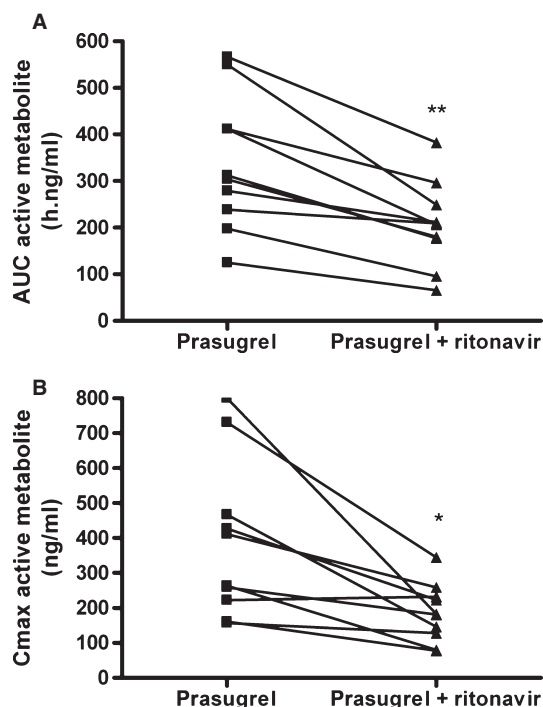 A
600
500
400
300
200
100
0
AUC active metabolite
(h.ng/ml)
**
Prasugrel
Prasugrel + ritonavir
B
800
700
600
500
400
300
200
100
0
Cmax active metabolite
(ng/ml)
*
Prasugrel
Prasugrel + ritonavir